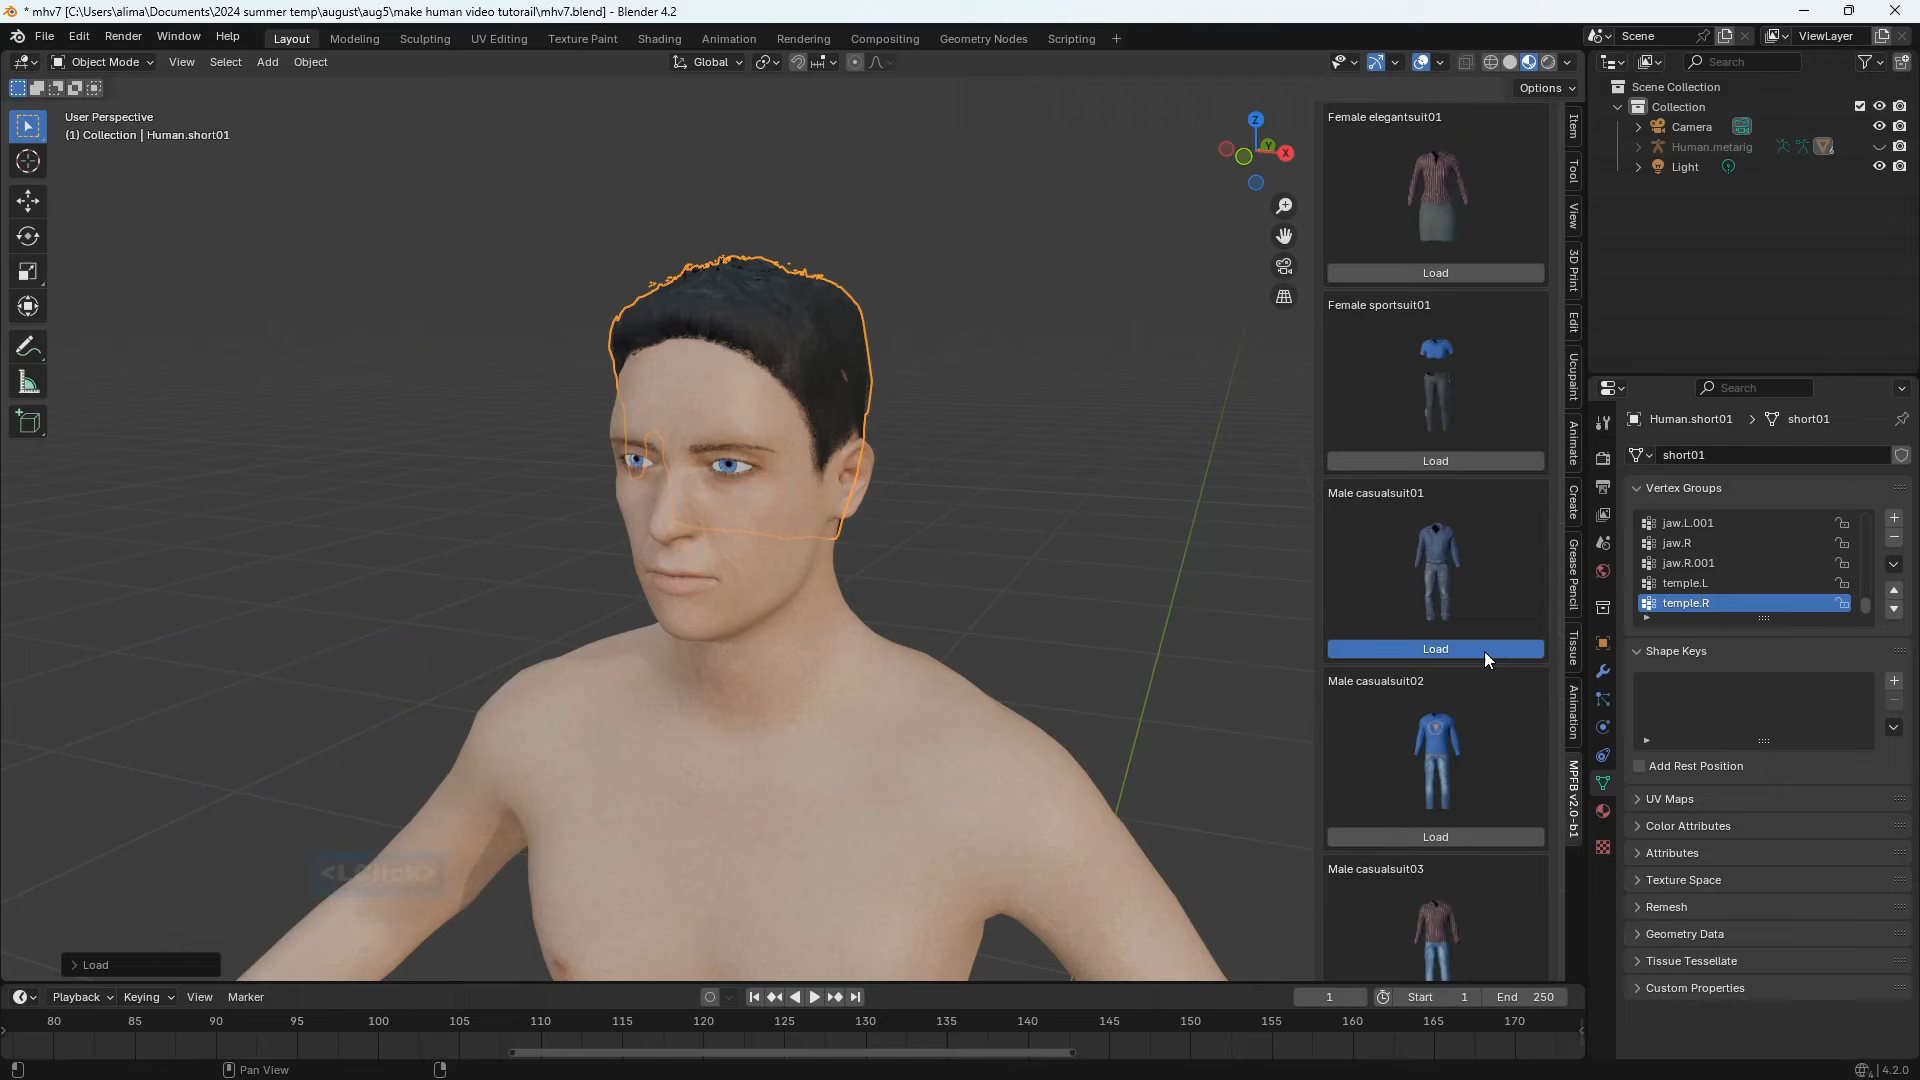 * mhv7 [C:\Users\alima\Documents\2024 summer temp\august\aug5\make human video tutorail\mhv7.blend] - Blender 4.2
File Edit Render Window Help
Layout Modeling Sculpting UV Editing Texture Paint Shading Animation Rendering Compositing Geometry Nodes Scripting +
Scene
ViewLayer
Object Mode View Select Add Object
Global
Search
Options
User Perspective
(1) Collection | Human.short01
Z
Y
X
Female elegantsuit01
Load
Female sportsuit01
Load
Male casualsuit01
Load
Male casualsuit02
Load
Male casualsuit03
Item
Tool
View
3D Print
Edit
Ucupaint
Animate
Create
Grease Pencil
Tissue
Animation
MPFB v2.0-b1
Scene Collection
Collection
Camera
Human.metarig
Light
Search
Human.short01 > short01
short01
Vertex Groups
jaw.L.001
jaw.R
jaw.R.001
temple.L
temple.R
Shape Keys
Add Rest Position
UV Maps
Color Attributes
Attributes
Texture Space
Remesh
Geometry Data
Tissue Tessellate
Custom Properties
<LClick>
Load
Playback Keying View Marker
1
Start 1
End 250
80 85 90 95 100 105 110 115 120 125 130 135 140 145 150 155 160 165 170
Pan View
4.2.0